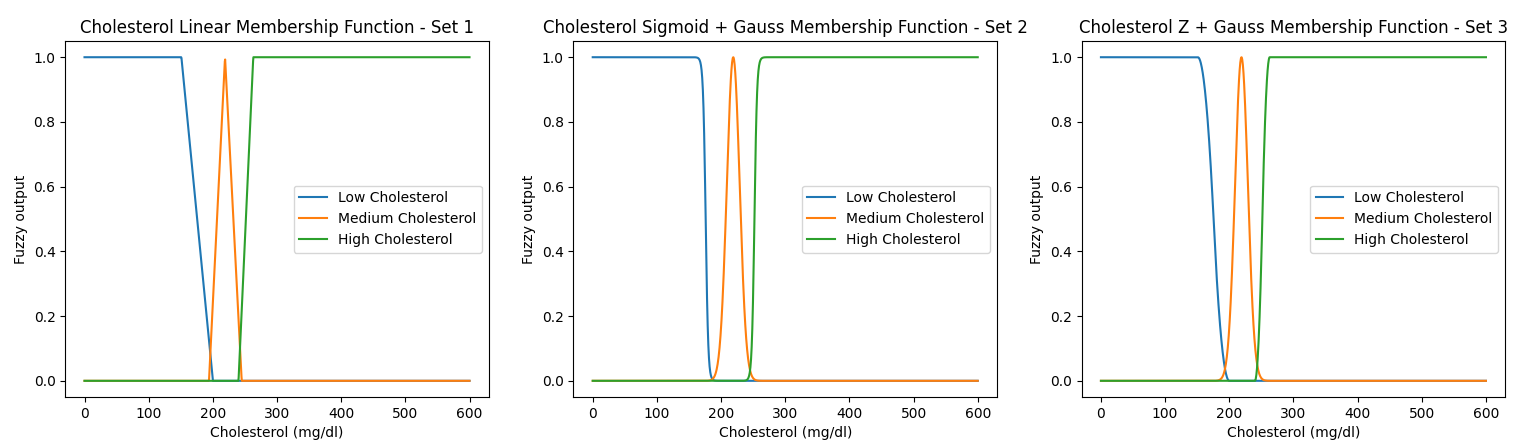 Cholesterol Linear Membership Function - Set 1
1.0
0.8
0.6
0.4
0.2
0.0
Fuzzy output
Low Cholesterol
Medium Cholesterol
High Cholesterol
0 100 200 300 400 500 600
Cholesterol (mg/dl)
Cholesterol Sigmoid + Gauss Membership Function - Set 2
1.0
0.8
0.6
0.4
0.2
0.0
Fuzzy output
Low Cholesterol
Medium Cholesterol
High Cholesterol
0 100 200 300 400 500 600
Cholesterol (mg/dl)
Cholesterol Z + Gauss Membership Function - Set 3
1.0
0.8
0.6
0.4
0.2
0.0
Fuzzy output
Low Cholesterol
Medium Cholesterol
High Cholesterol
0 100 200 300 400 500 600
Cholesterol (mg/dl)